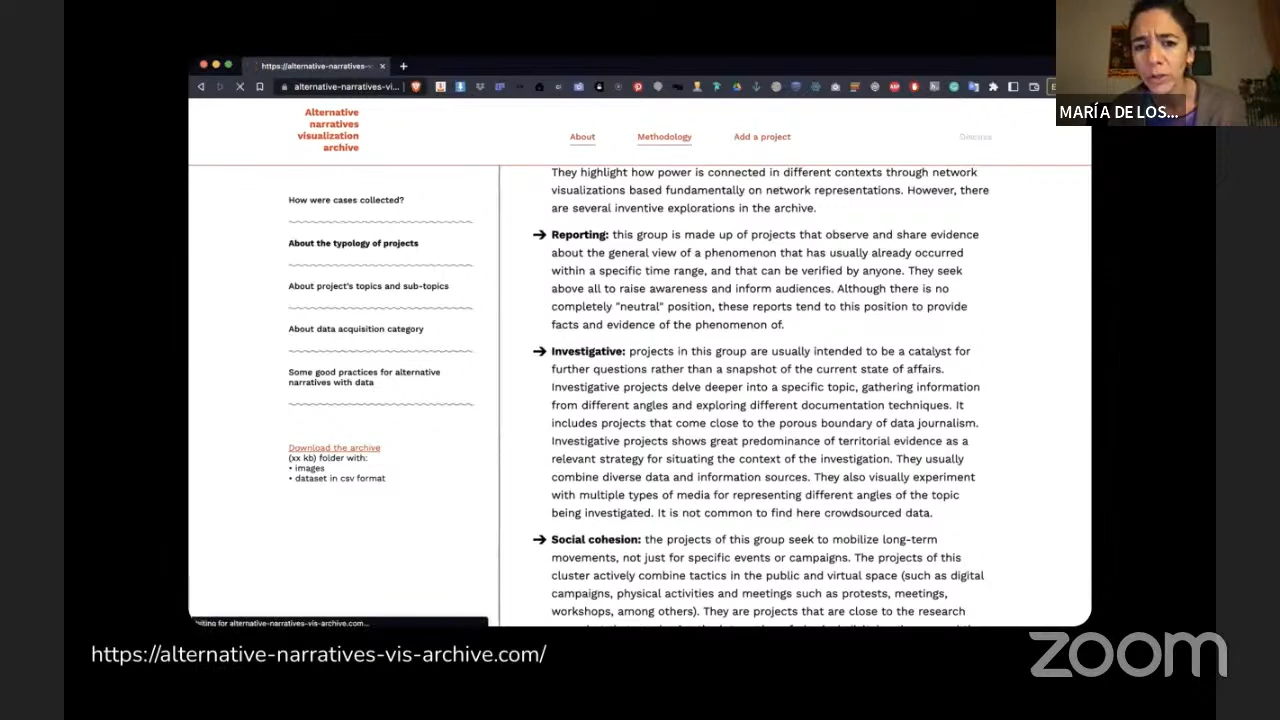 https://alternative-narratives-
alternative-narratives-vi...
MARÍA DE LOS...
Alternative
narratives
visualization
archive
About
Methodology
Add a project
How were cases collected?
About the typology of projects
About project's topics and sub-topics
About data acquisition category
Some good practices for alternative
narratives with data
Download the archive
(xx kb) folder with:
• images
• dataset in csv format
They highlight how power is connected in different contexts through network
visualizations based fundamentally on network representations. However, there
are several inventive explorations in the archive.
→ Reporting: this group is made up of projects that observe and share evidence
about the general view of a phenomenon that has usually already occurred
within a specific time range, and that can be verified by anyone. They seek
above all to raise awareness and inform audiences. Although there is no
completely "neutral" position, these reports tend to this position to provide
facts and evidence of the phenomenon of.
→ Investigative: projects in this group are usually intended to be a catalyst for
further questions rather than a snapshot of the current state of affairs.
Investigative projects delve deeper into a specific topic, gathering information
from different angles and exploring different documentation techniques. It
includes projects that come close to the porous boundary of data journalism.
Investigative projects shows great predominance of territorial evidence as a
relevant strategy for situating the context of the investigation. They usually
combine diverse data and information sources. They also visually experiment
with multiple types of media for representing different angles of the topic
being investigated. It is not common to find here crowdsourced data.
→ Social cohesion: the projects of this group seek to mobilize long-term
movements, not just for specific events or campaigns. The projects of this
cluster actively combine tactics in the public and virtual space (such as digital
campaigns, physical activities and meetings such as protests, meetings,
workshops, among others). They are projects that are close to the research
for alternative-narratives-vis-archive.com...
https://alternative-narratives-vis-archive.com/
zoom